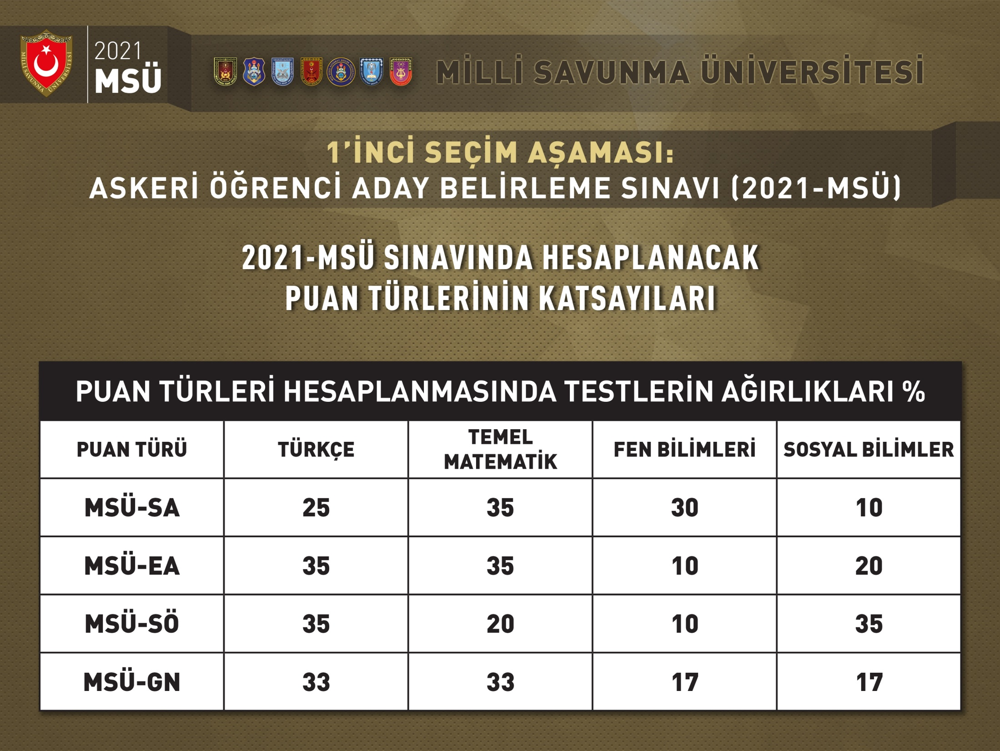 MİLLİ SAVUNMA ÜNİVERSİTESİ
2021
MSÜ
MİLLİ SAVUNMA ÜNİVERSİTESİ
1’İNCİ SEÇİM AŞAMASI:
ASKERİ ÖĞRENCİ ADAY BELİRLEME SINAVI (2021-MSÜ)
2021-MSÜ SINAVINDA HESAPLANACAK
PUAN TÜRLERİNİN KATSAYILARI
PUAN TÜRLERİ HESAPLANMASINDA TESTLERİN AĞIRLIKLARI %
PUAN TÜRÜ TÜRKÇE TEMEL MATEMATİK FEN BİLİMLERİ SOSYAL BİLİMLER
MSÜ-SA 25 35 30 10
MSÜ-EA 35 35 10 20
MSÜ-SÖ 35 20 10 35
MSÜ-GN 33 33 17 17